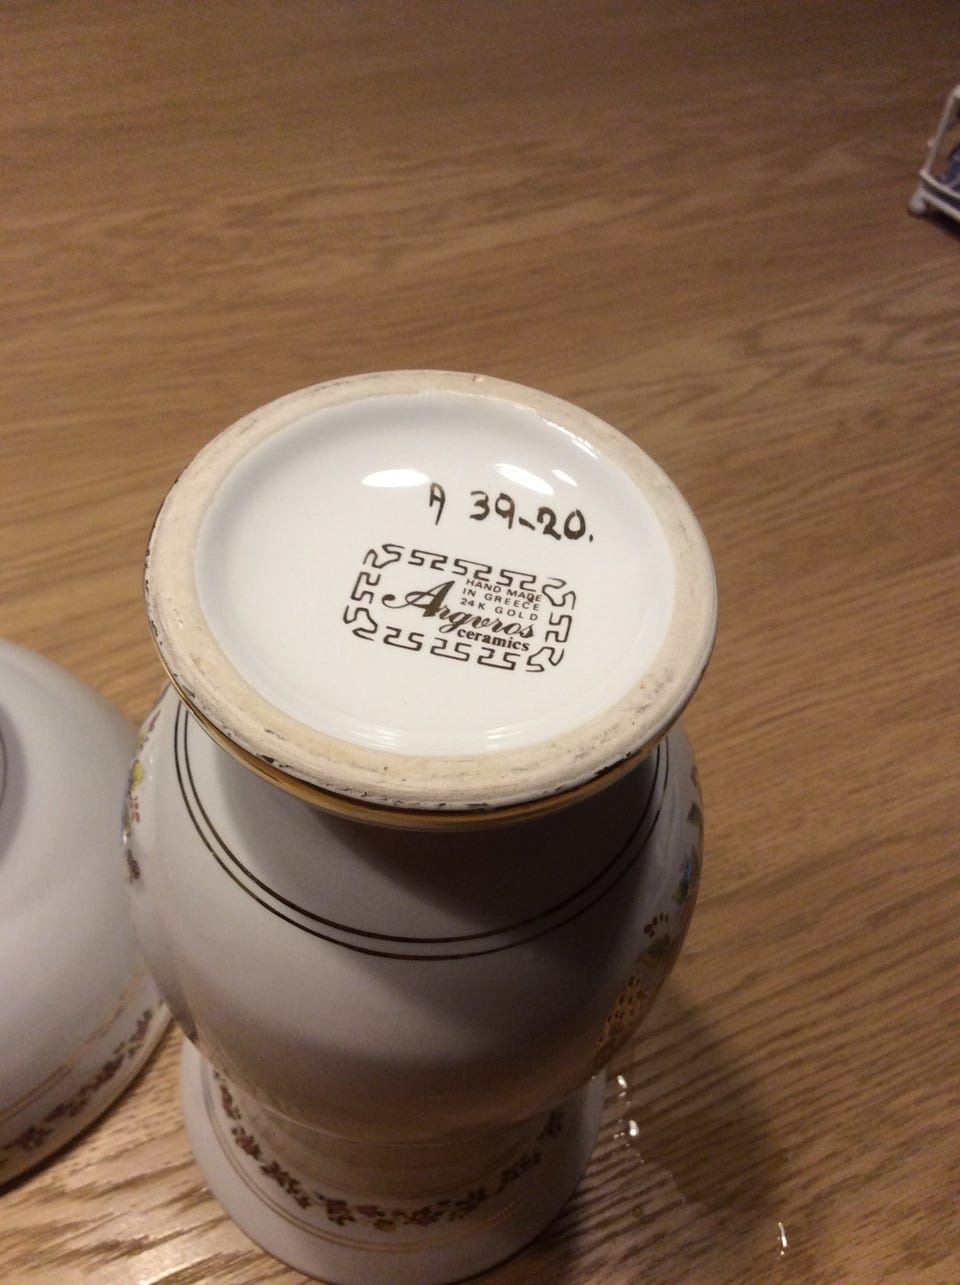 A 39-20.
HAND MADE
IN GREECE
24K GOLD
Argyros
ceramics